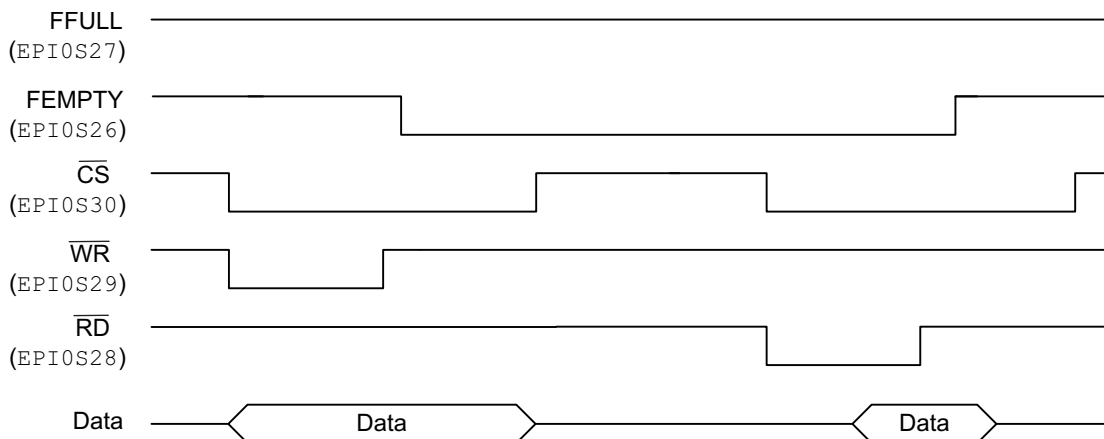 FFULL
(EPI0S27)
FEMPTY
(EPI0S26)
CS
(EPI0S30)
WR
(EPI0S29)
RD
(EPI0S28)
Data
Data
Data